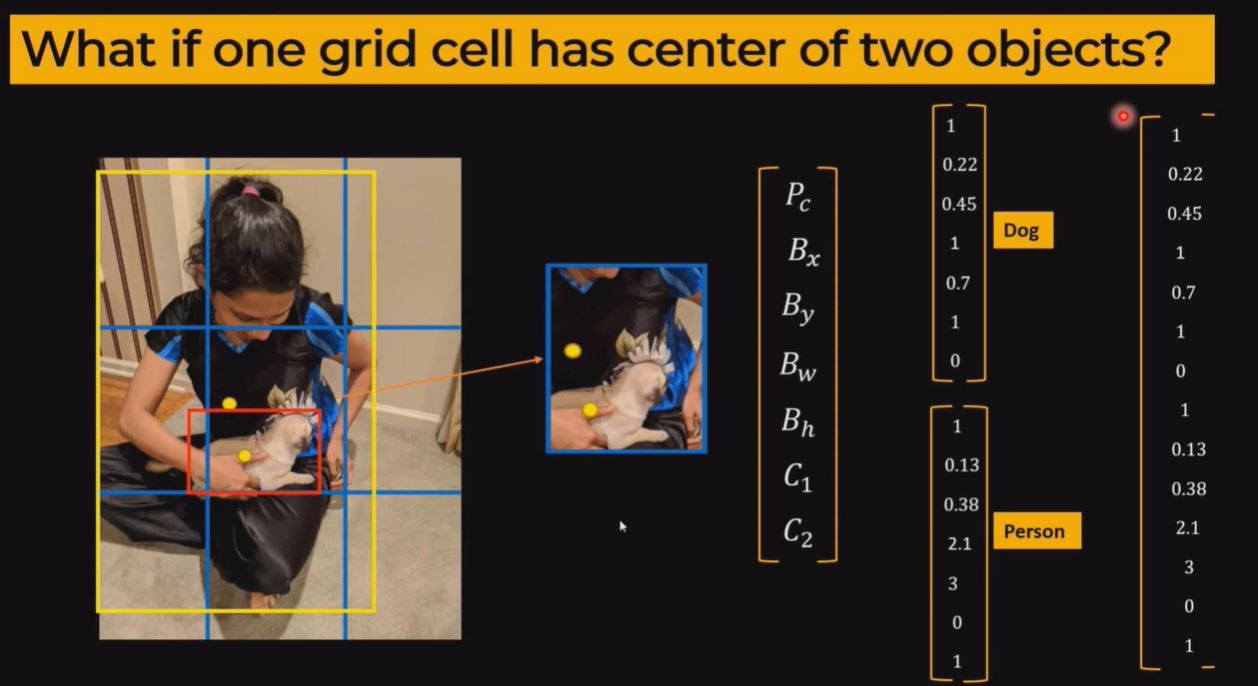 What if one grid cell has center of two objects?
P_c
B_x
B_y
B_w
B_h
C_1
C_2
1
0.22
0.45
1
0.7
1
0
Dog
1
0.13
0.38
2.1
3
0
1
Person
1
0.22
0.45
1
0.7
1
0
1
0.13
0.38
2.1
3
0
1